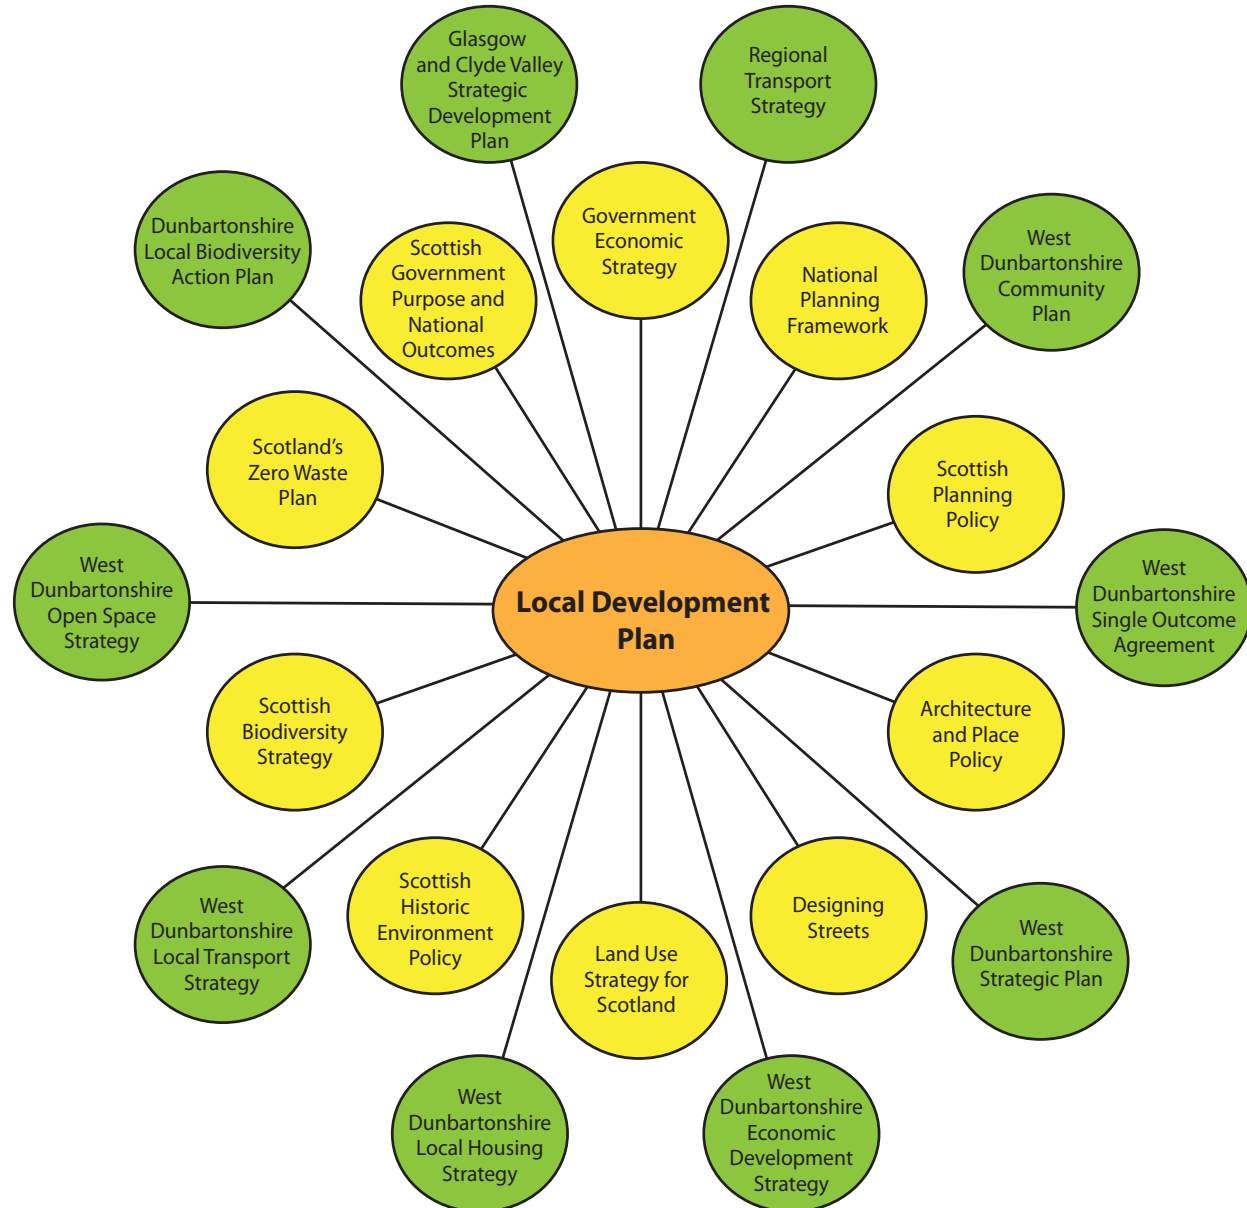 Glasgow
and Clyde Valley
Strategic
Development
Plan
Regional
Transport
Strategy
Dunbartonshire
Local Biodiversity
Action Plan
Scottish
Government
Purpose and
National
Outcomes
Government
Economic
Strategy
National
Planning
Framework
West
Dunbartonshire
Community
Plan
Scotland's
Zero Waste
Plan
Scottish
Planning
Policy
West
Dunbartonshire
Open Space
Strategy
Local Development
Plan
West
Dunbartonshire
Single Outcome
Agreement
Scottish
Biodiversity
Strategy
Architecture
and Place
Policy
West
Dunbartonshire
Local Transport
Strategy
Scottish
Historic
Environment
Policy
Land Use
Strategy for
Scotland
Designing
Streets
West
Dunbartonshire
Strategic Plan
West
Dunbartonshire
Local Housing
Strategy
West
Dunbartonshire
Economic
Development
Strategy